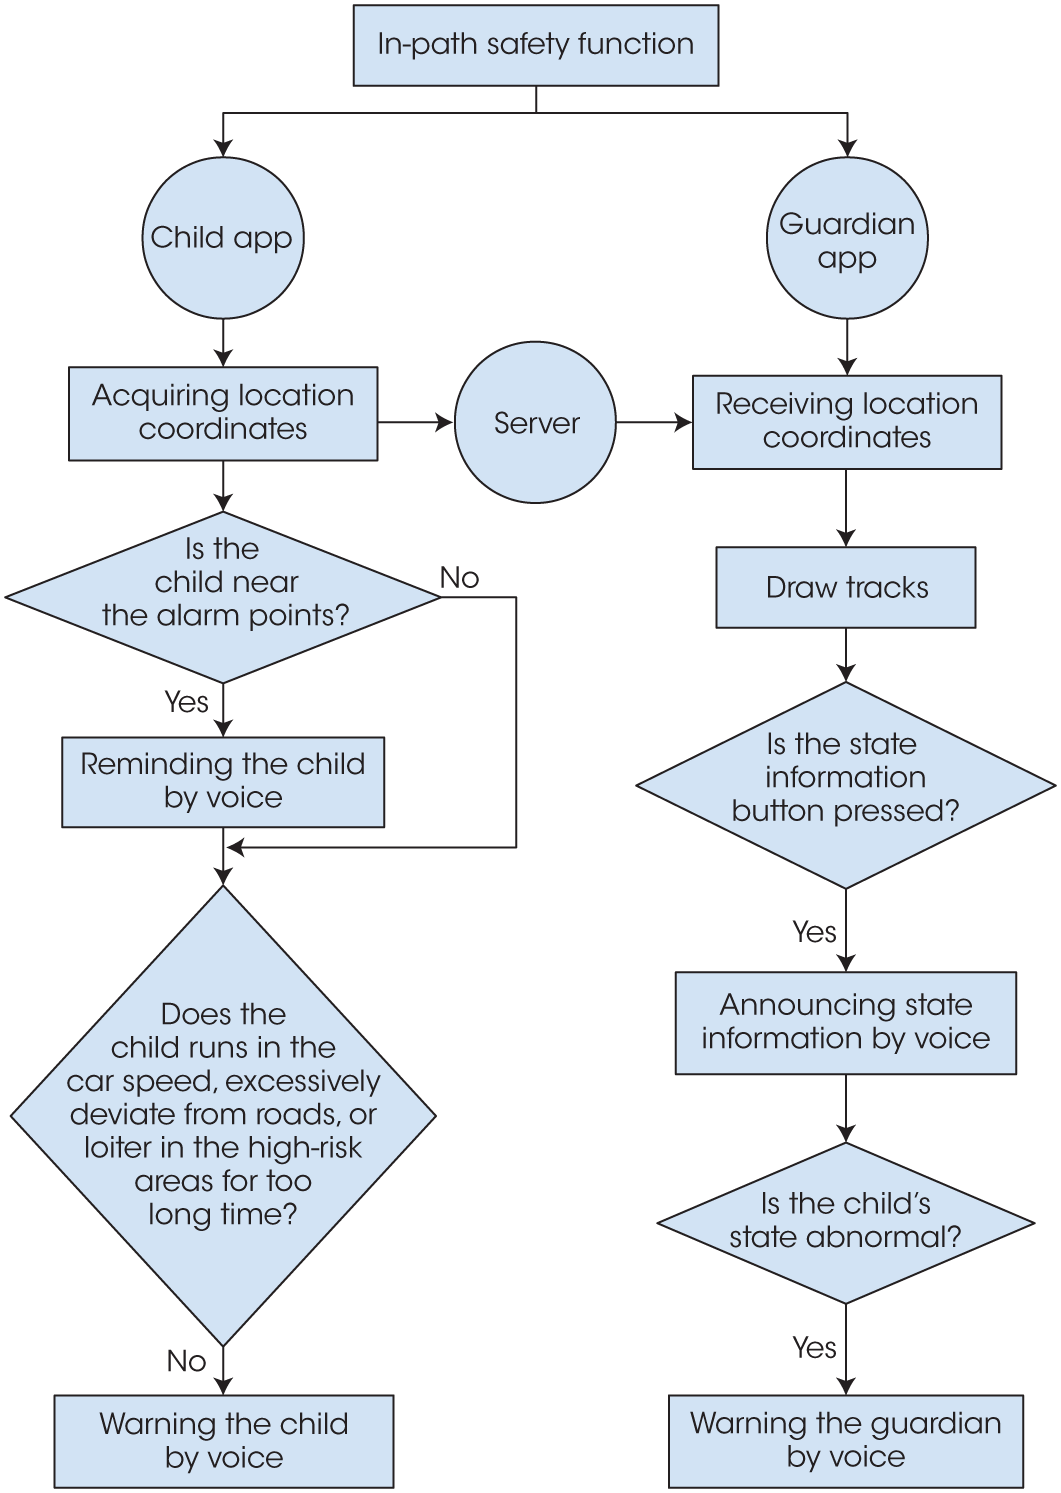 In-path safety function
Child app
Guardian
app
Acquiring location
coordinates
Server
Receiving location
coordinates
Is the
child near
the alarm points?
No
Draw tracks
Yes
Reminding the child
by voice
Is the state
information
button pressed?
Yes
Does the
child runs in the
car speed, excessively
deviate from roads, or
loiter in the high-risk
areas for too
long time?
Announcing state
information by voice
Is the child's
state abnormal?
No
Yes
Warning the child
by voice
Warning the guardian
by voice